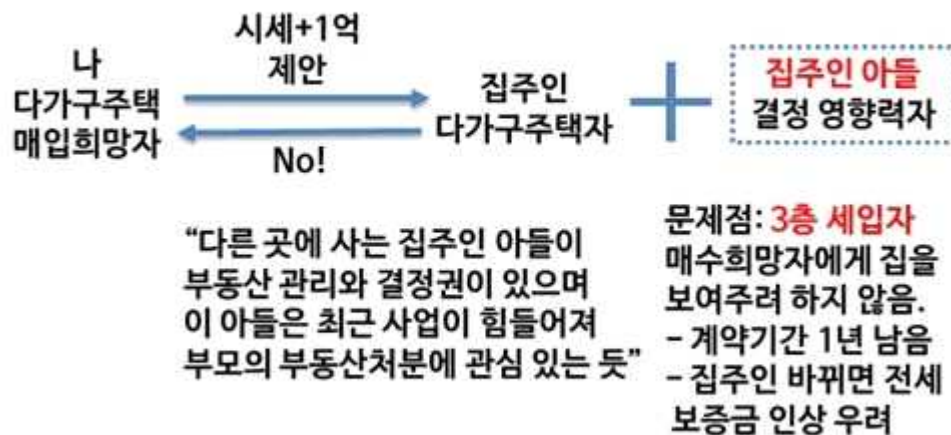 나
다가구주택
매입희망자
시세+1억
제안
No!
집주인
다가구주택자
집주인 아들
결정 영향력자
“다른 곳에 사는 집주인 아들이
부동산 관리와 결정권이 있으며
이 아들은 최근 사업이 힘들어져
부모의 부동산처분에 관심 있는 듯”
문제점: 3층 세입자
매수희망자에게 집을
보여주려 하지 않음.
- 계약기간 1년 남음
- 집주인 바뀌면 전세
보증금 인상 우려